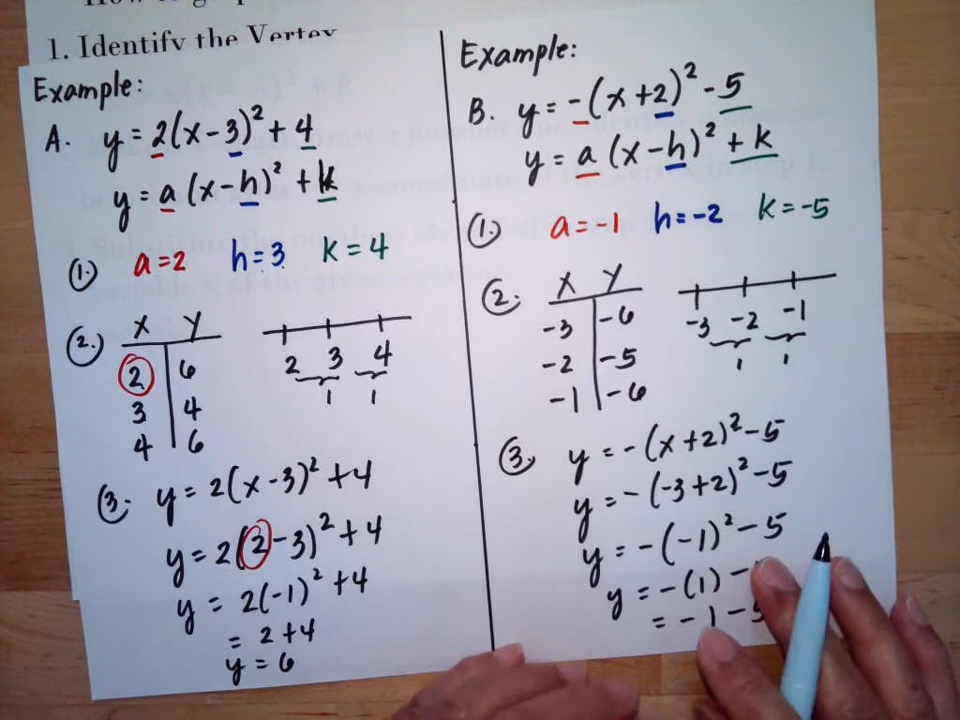 1. Identify the Vertex
Example:
A. y = 2(x-3)² + 4
y = a(x-h)² + k
1. a=2 h=3 k=4
2. x y
2 6
3 4
4 6
2 3 4
1 1
3. y = 2(x-3)² + 4
y = 2(2-3)² + 4
y = 2(-1)² + 4
= 2+4
y = 6
Example:
B. y = -(x+2)² - 5
y = a(x-h)² + k
1. a=-1 h=-2 k=-5
2. x y
-3 -6
-2 -5
-1 -6
-3 -2 -1
1 1
3. y = -(x+2)² - 5
y = -(-3+2)² - 5
y = -(-1)² - 5
y = -(1) -
= -1 - 5